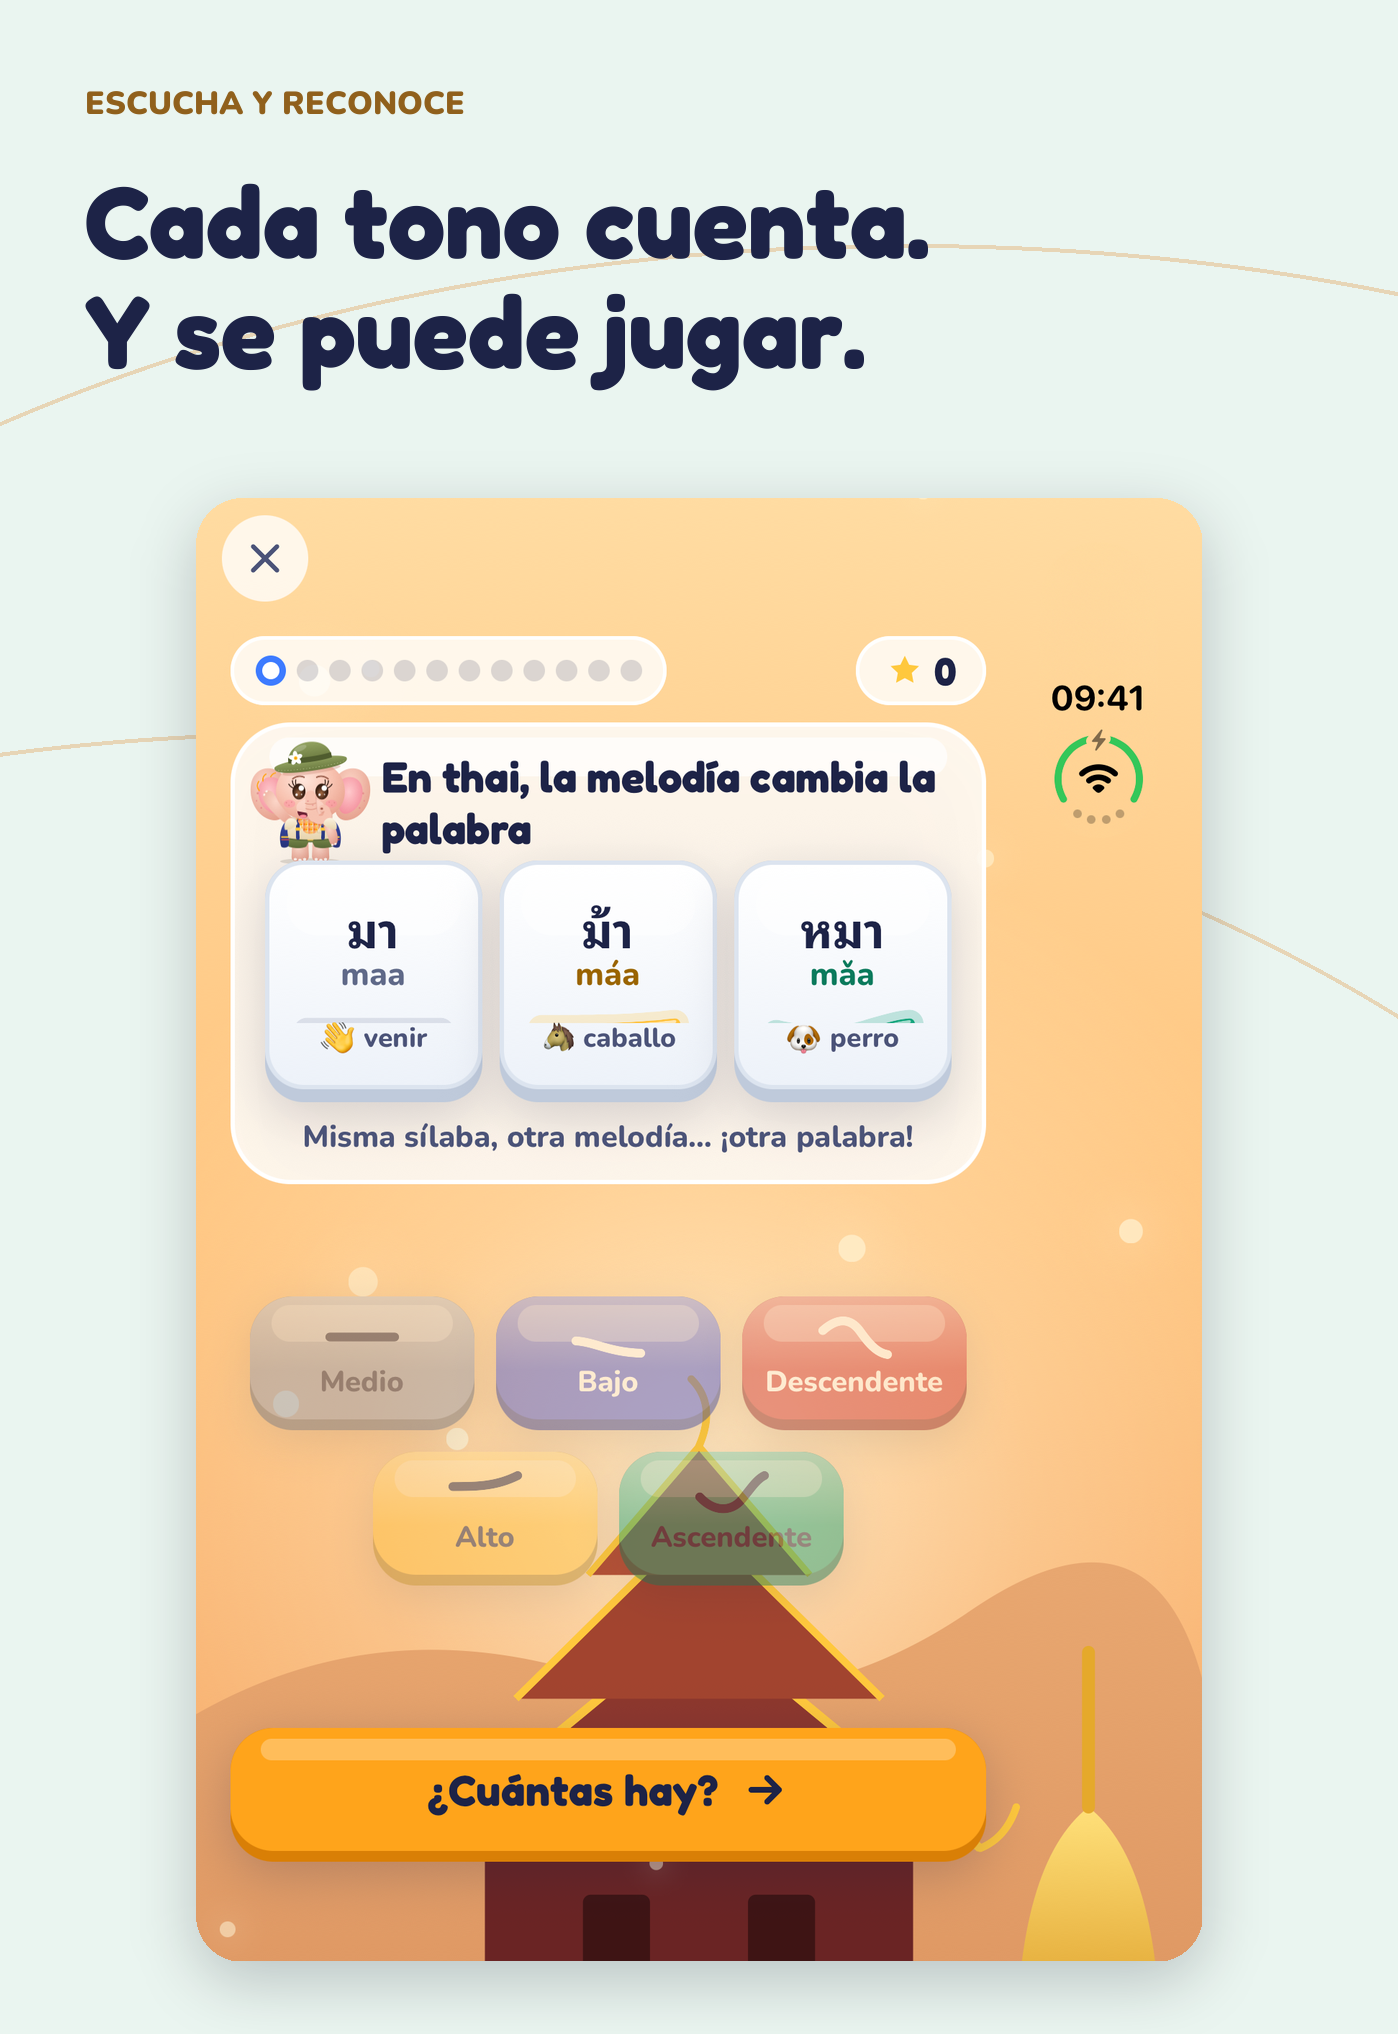 ESCUCHA Y RECONOCE
Cada tono cuenta.
Y se puede jugar.
0
09:41
En thai, la melodía cambia la
palabra
มา
maa
👋 venir
ม้า
máa
🐴 caballo
หมา
mǎa
🐶 perro
Misma sílaba, otra melodía... ¡otra palabra!
Medio
Bajo
Descendente
Alto
Ascendente
¿Cuántas hay? →